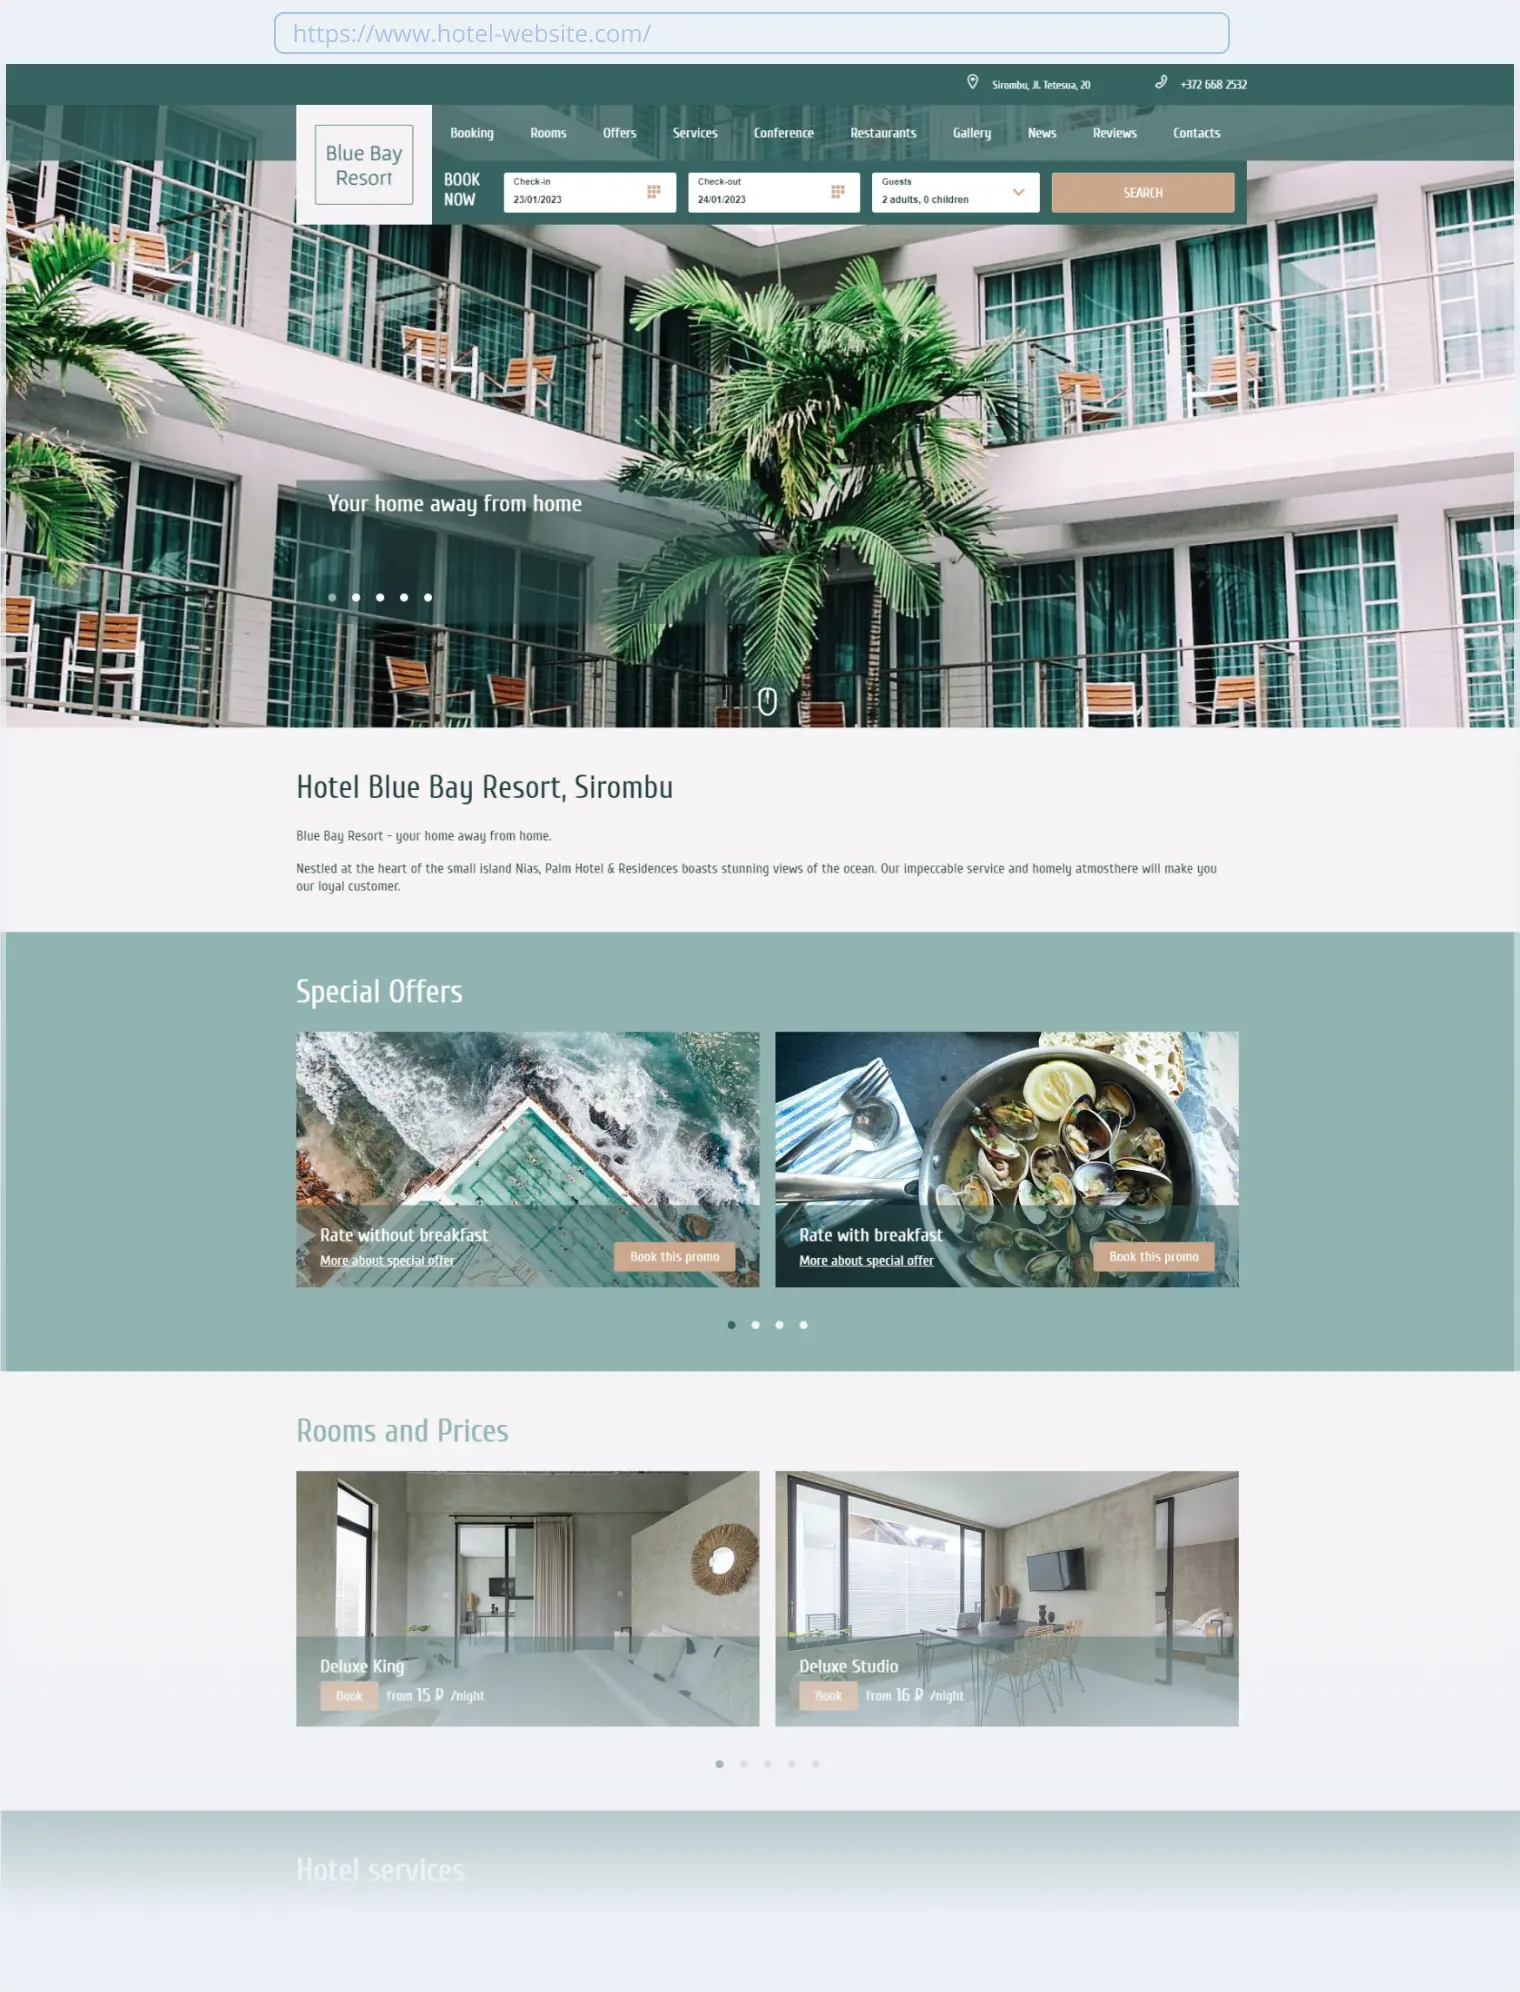 https://www.hotel-website.com/
Sirombu, Jl. Tetesua, 20
+372 668 2532
Blue Bay
Resort
Booking Rooms Offers Services Conference Restaurants Gallery News Reviews Contacts
BOOK
NOW
Check-in
23/01/2023
Check-out
24/01/2023
Guests
2 adults, 0 children
SEARCH
Your home away from home
Hotel Blue Bay Resort, Sirombu
Blue Bay Resort - your home away from home.
Nestled at the heart of the small island Nias, Palm Hotel & Residences boasts stunning views of the ocean. Our impeccable service and homely atmosthere will make you
our loyal customer.
Special Offers
Rate without breakfast
More about special offer
Book this promo
Rate with breakfast
More about special offer
Book this promo
Rooms and Prices
Deluxe King
Book from 15 ₽ /night
Deluxe Studio
Book from 16 ₽ /night
Hotel services